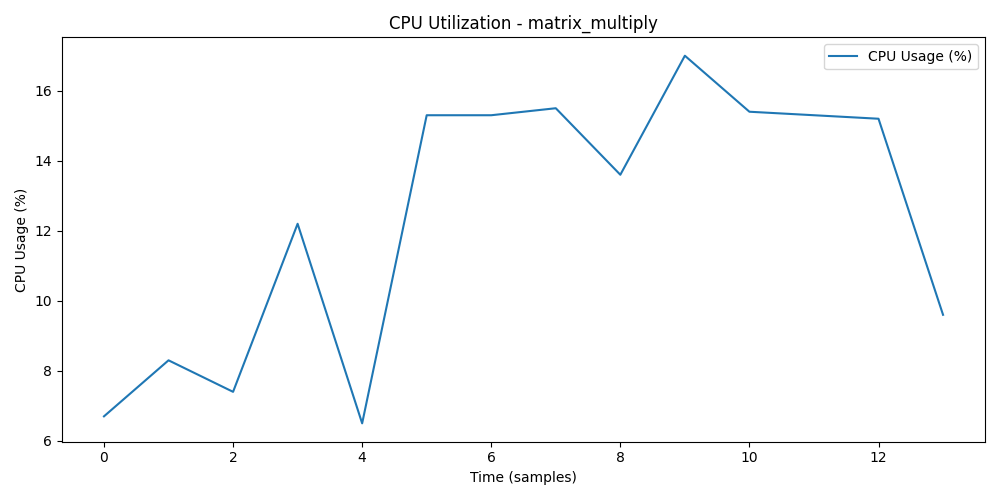 CPU Utilization - matrix_multiply
CPU Usage (%)
CPU Usage (%)
16
14
12
10
8
6
0 2 4 6 8 10 12
Time (samples)